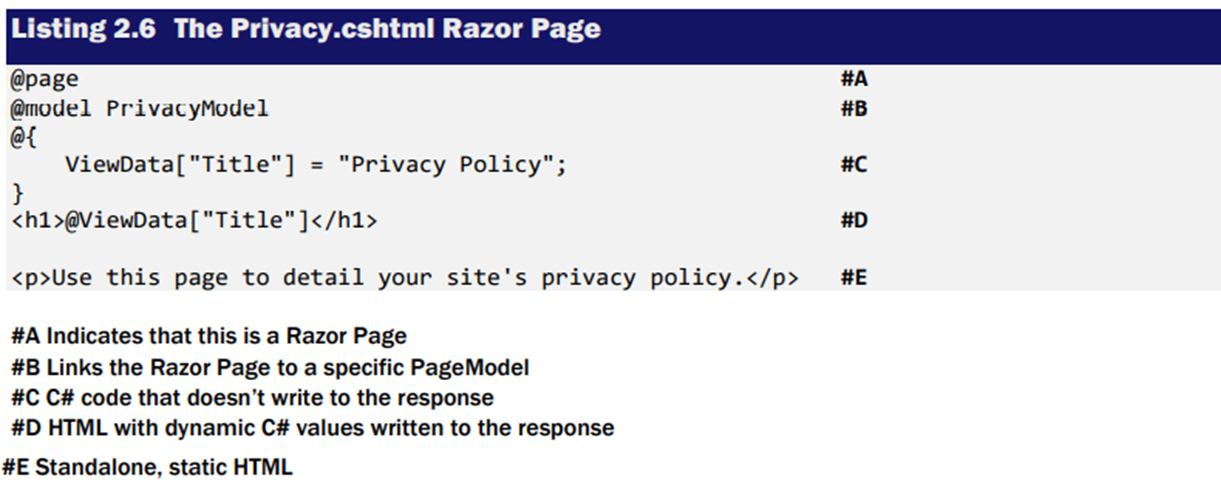 Listing 2.6 The Privacy.cshtml Razor Page
@page #A
@model PrivacyModel #B
@{
    ViewData["Title"] = "Privacy Policy"; #C
}
<h1>@ViewData["Title"]</h1> #D
<p>Use this page to detail your site's privacy policy.</p> #E
#A Indicates that this is a Razor Page
#B Links the Razor Page to a specific PageModel
#C C# code that doesn’t write to the response
#D HTML with dynamic C# values written to the response
#E Standalone, static HTML